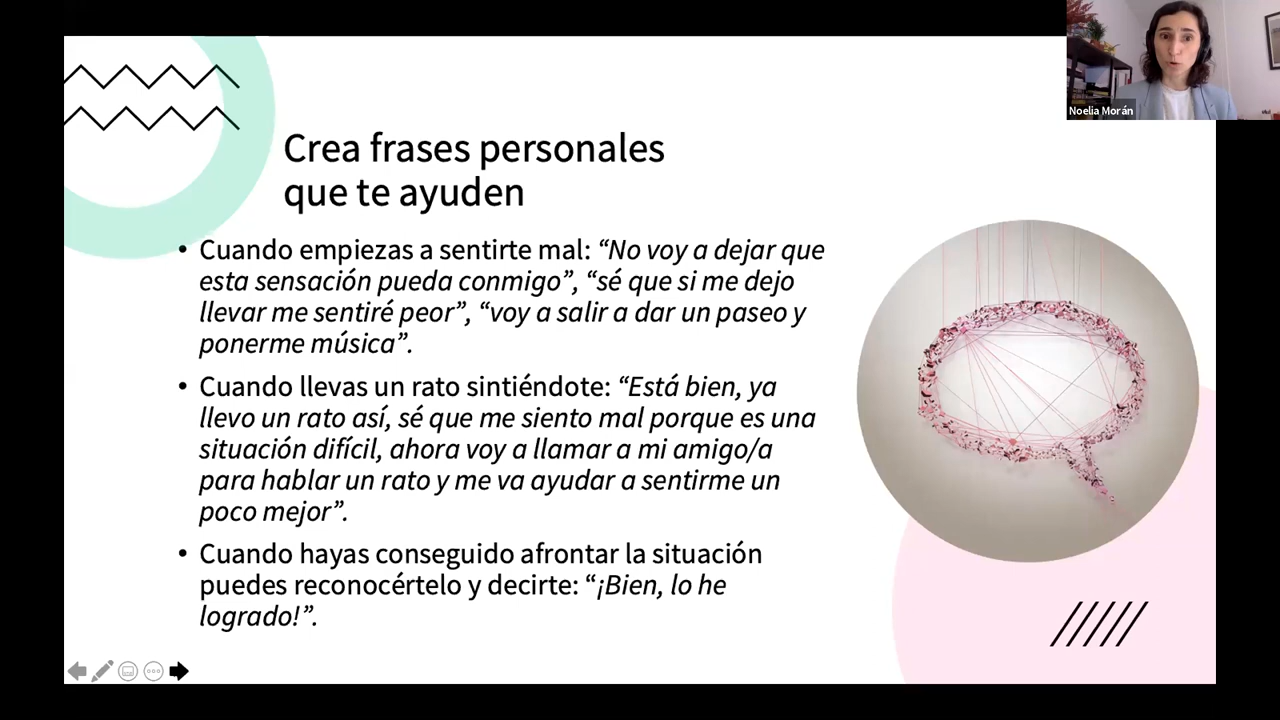 Noelia Morán
Crea frases personales
que te ayuden
• Cuando empiezas a sentirte mal: “No voy a dejar que
esta sensación pueda conmigo”, “sé que si me dejo
llevar me sentiré peor”, “voy a salir a dar un paseo y
ponerme música”.
• Cuando llevas un rato sintiéndote: “Está bien, ya
llevo un rato así, sé que me siento mal porque es una
situación difícil, ahora voy a llamar a mi amigo/a
para hablar un rato y me va ayudar a sentirme un
poco mejor”.
• Cuando hayas conseguido afrontar la situación
puedes reconocértelo y decirte: “¡Bien, lo he
logrado!”.